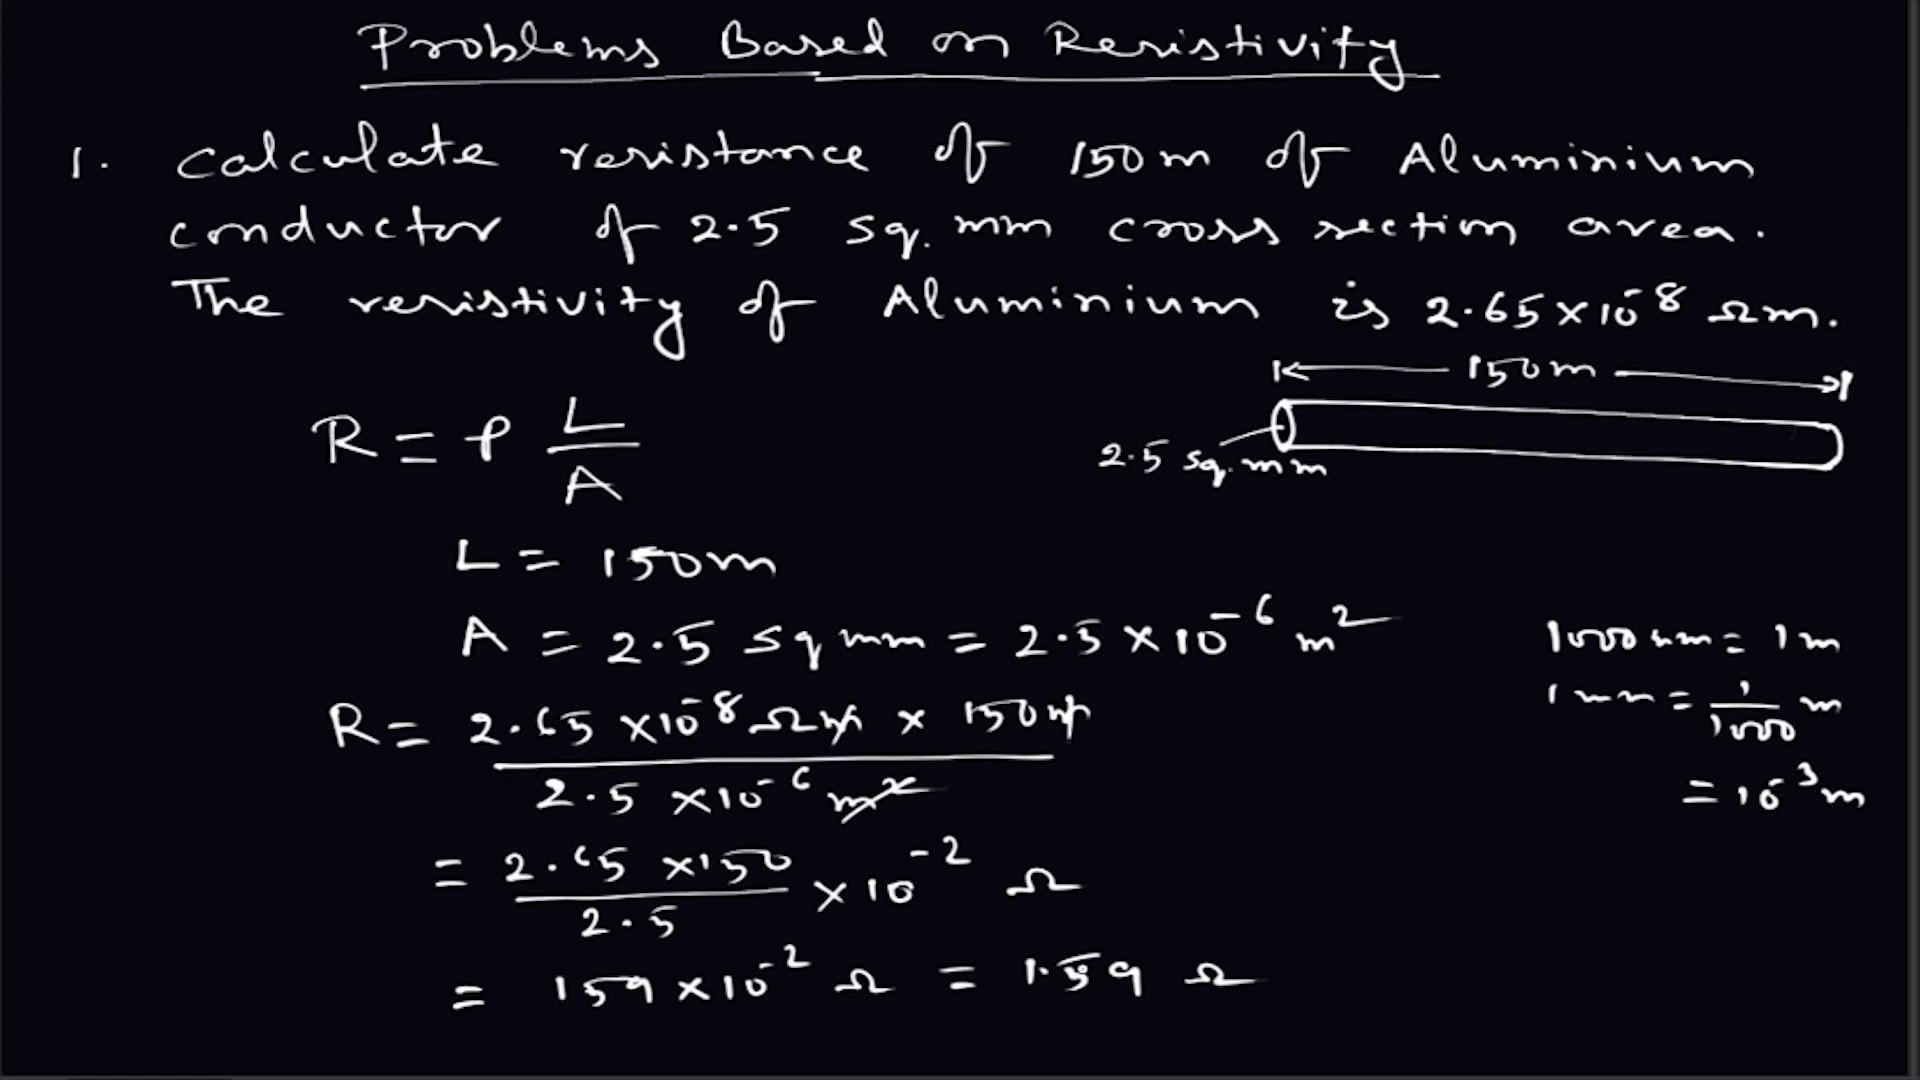 Problems Based on Resistivity
1. Calculate resistance of 150m of Aluminium
conductor of 2.5 sq. mm cross section area.
The resistivity of Aluminium is 2.65×10⁻⁸ Ωm.
150m
2.5 sq. mm
R = ρ L/A
L = 150m
A = 2.5 sq mm = 2.5 × 10⁻⁶ m²
R = 2.65 × 10⁻⁸ Ωm × 150m / 2.5 × 10⁻⁶ m²
= 2.65 × 150 / 2.5 × 10⁻² Ω
= 159 × 10⁻² Ω = 1.59 Ω
1000 mm = 1m
1 mm = 1/1000 m
= 10⁻³ m